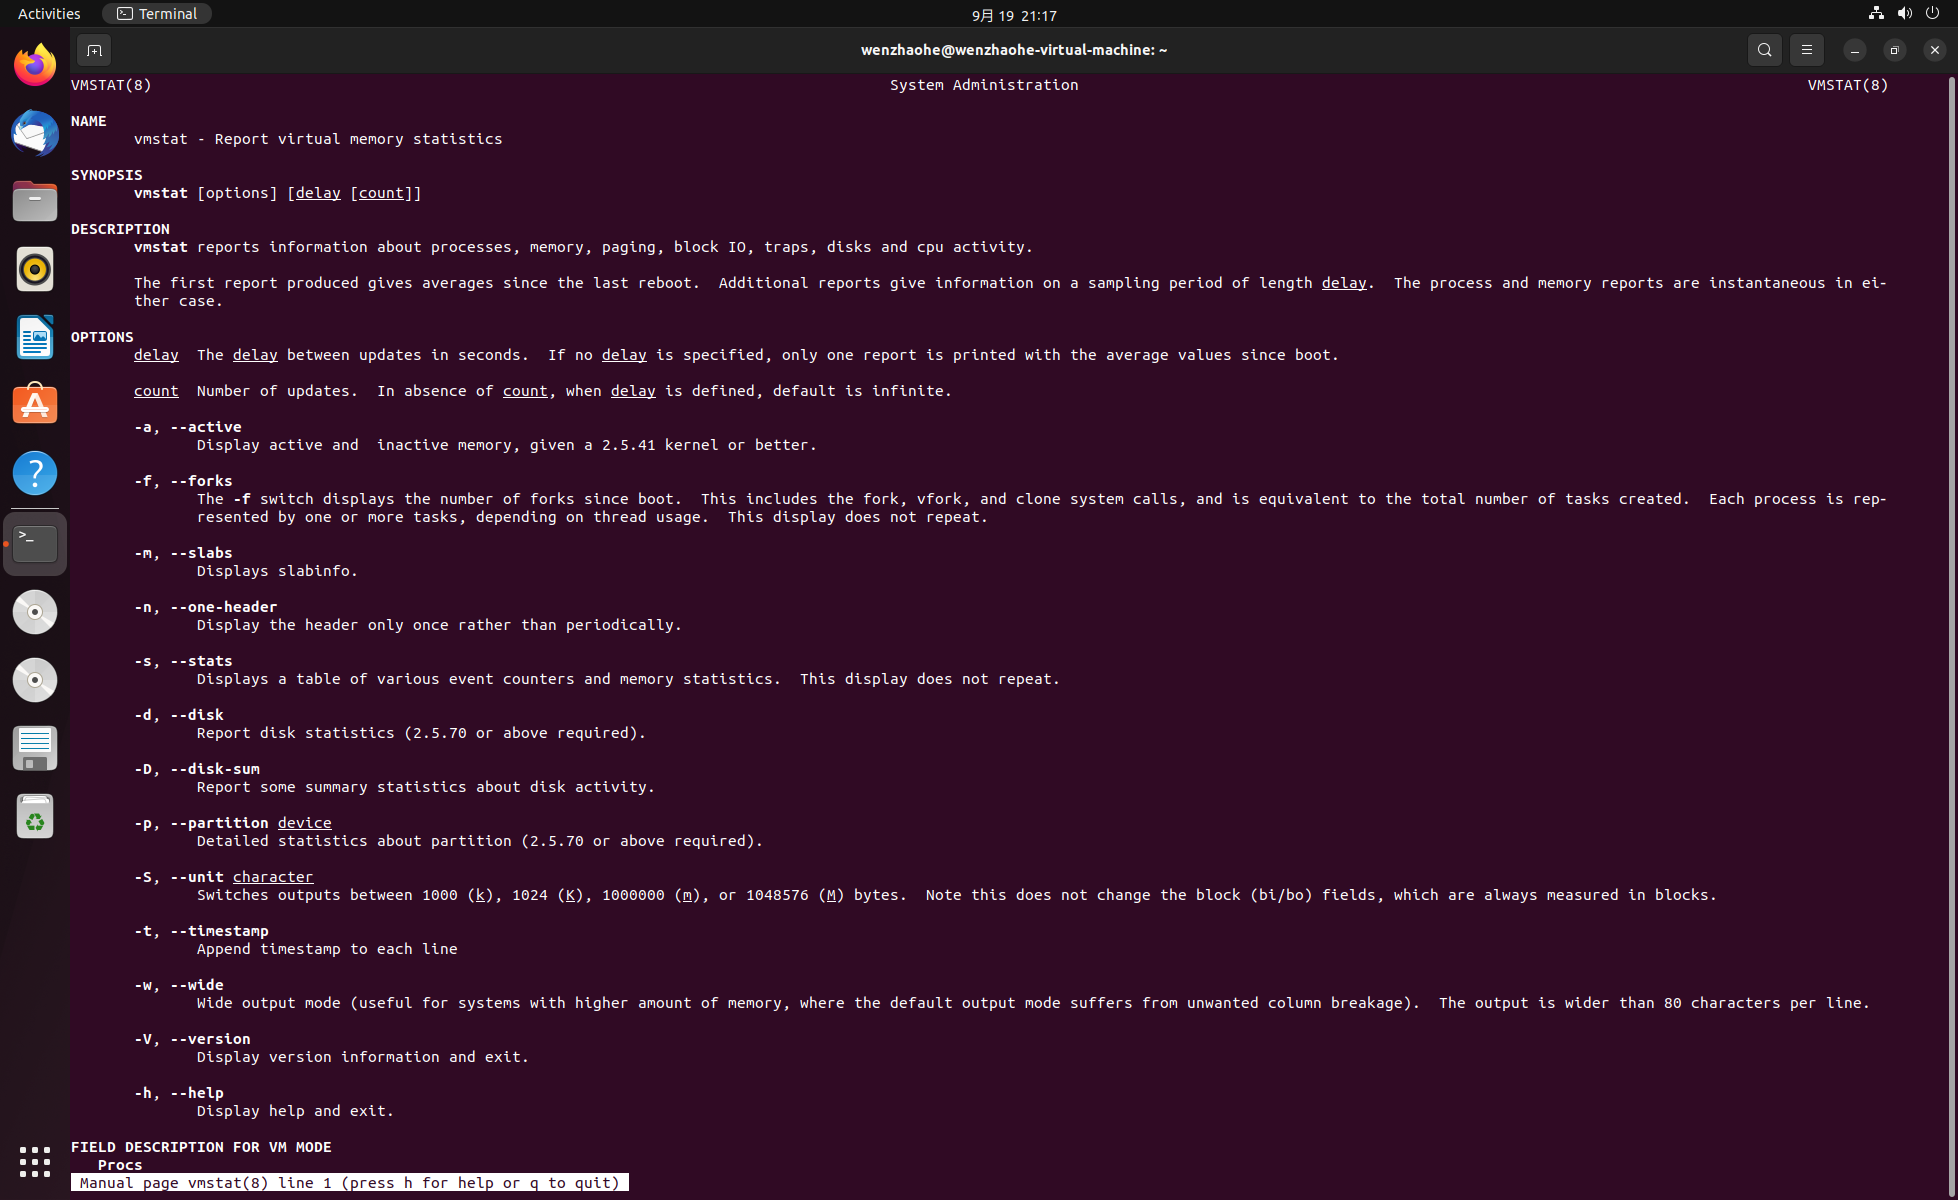 Activities
Terminal
9月 19 21:17
wenzhaohe@wenzhaohe-virtual-machine: ~
VMSTAT(8) System Administration VMSTAT(8)
NAME
vmstat - Report virtual memory statistics
SYNOPSIS
vmstat [options] [delay [count]]
DESCRIPTION
vmstat reports information about processes, memory, paging, block IO, traps, disks and cpu activity.
The first report produced gives averages since the last reboot.  Additional reports give information on a sampling period of length delay.  The process and memory reports are instantaneous in ei-
ther case.
OPTIONS
delay  The delay between updates in seconds.  If no delay is specified, only one report is printed with the average values since boot.
count  Number of updates.  In absence of count, when delay is defined, default is infinite.
-a, --active
Display active and  inactive memory, given a 2.5.41 kernel or better.
-f, --forks
The -f switch displays the number of forks since boot.  This includes the fork, vfork, and clone system calls, and is equivalent to the total number of tasks created.  Each process is rep-
resented by one or more tasks, depending on thread usage.  This display does not repeat.
-m, --slabs
Displays slabinfo.
-n, --one-header
Display the header only once rather than periodically.
-s, --stats
Displays a table of various event counters and memory statistics.  This display does not repeat.
-d, --disk
Report disk statistics (2.5.70 or above required).
-D, --disk-sum
Report some summary statistics about disk activity.
-p, --partition device
Detailed statistics about partition (2.5.70 or above required).
-S, --unit character
Switches outputs between 1000 (k), 1024 (K), 1000000 (m), or 1048576 (M) bytes.  Note this does not change the block (bi/bo) fields, which are always measured in blocks.
-t, --timestamp
Append timestamp to each line
-w, --wide
Wide output mode (useful for systems with higher amount of memory, where the default output mode suffers from unwanted column breakage).  The output is wider than 80 characters per line.
-V, --version
Display version information and exit.
-h, --help
Display help and exit.
FIELD DESCRIPTION FOR VM MODE
Procs
Manual page vmstat(8) line 1 (press h for help or q to quit)